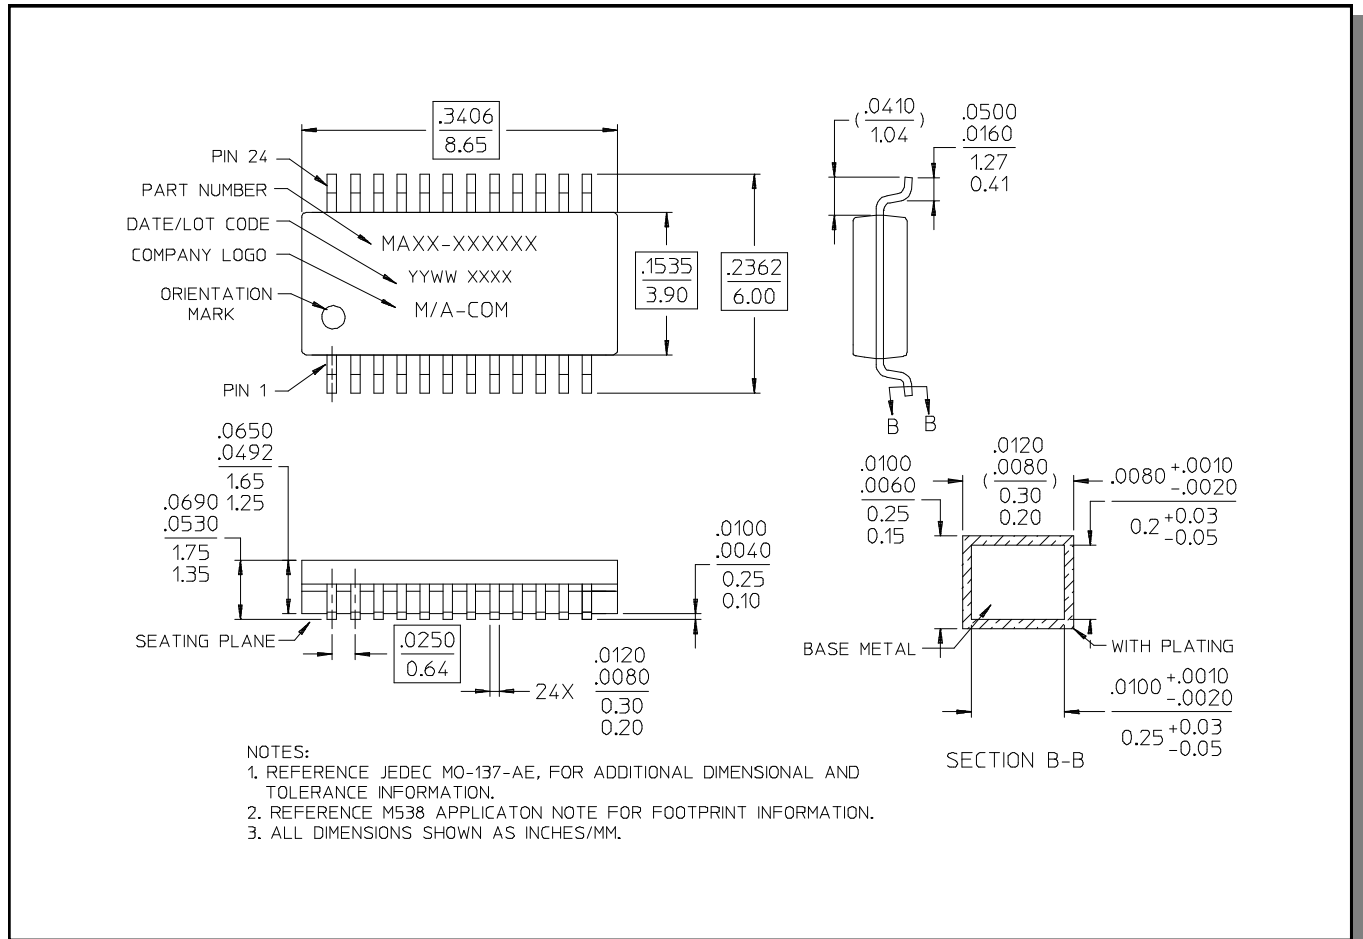 .3406
8.65
PIN 24
PART NUMBER
DATE/LOT CODE
COMPANY LOGO
ORIENTATION
MARK
PIN 1
MAXX-XXXXXX
YYWW XXXX
M/A-COM
.1535
3.90
.2362
6.00
(.0410)
1.04
.0500
.0160
1.27
0.41
B B
.0650
.0492
1.65
1.25
.0690
.0530
1.75
1.35
SEATING PLANE
.0250
0.64
24X
.0120
.0080
0.30
0.20
.0100
.0040
0.25
0.10
.0100
.0060
0.25
0.15
.0120
(.0080)
0.30
0.20
.0080 +.0010
-.0020
0.2 +0.03
-0.05
BASE METAL
WITH PLATING
.0100 +.0010
-.0020
0.25 +0.03
-0.05
SECTION B-B
NOTES:
1. REFERENCE JEDEC MO-137-AE, FOR ADDITIONAL DIMENSIONAL AND
TOLERANCE INFORMATION.
2. REFERENCE M538 APPLICATON NOTE FOR FOOTPRINT INFORMATION.
3. ALL DIMENSIONS SHOWN AS INCHES/MM.